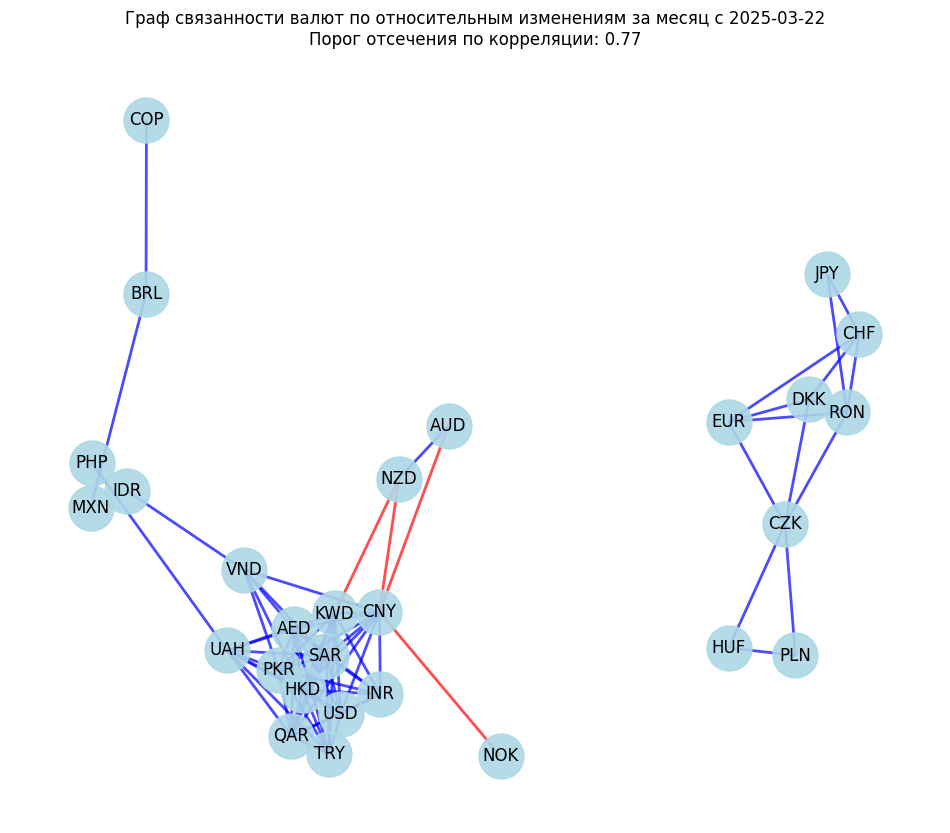 Граф связанности валют по относительным изменениям за месяц с 2025-03-22
Порог отсечения по корреляции: 0.77
COP
JPY
BRL
CHF
DKK
RON
EUR
AUD
PHP
NZD
IDR
MXN
CZK
VND
KWD
CNY
AED
UAH
SAR
HUF
PLN
PKR
HKD
INR
USD
QAR
TRY
NOK